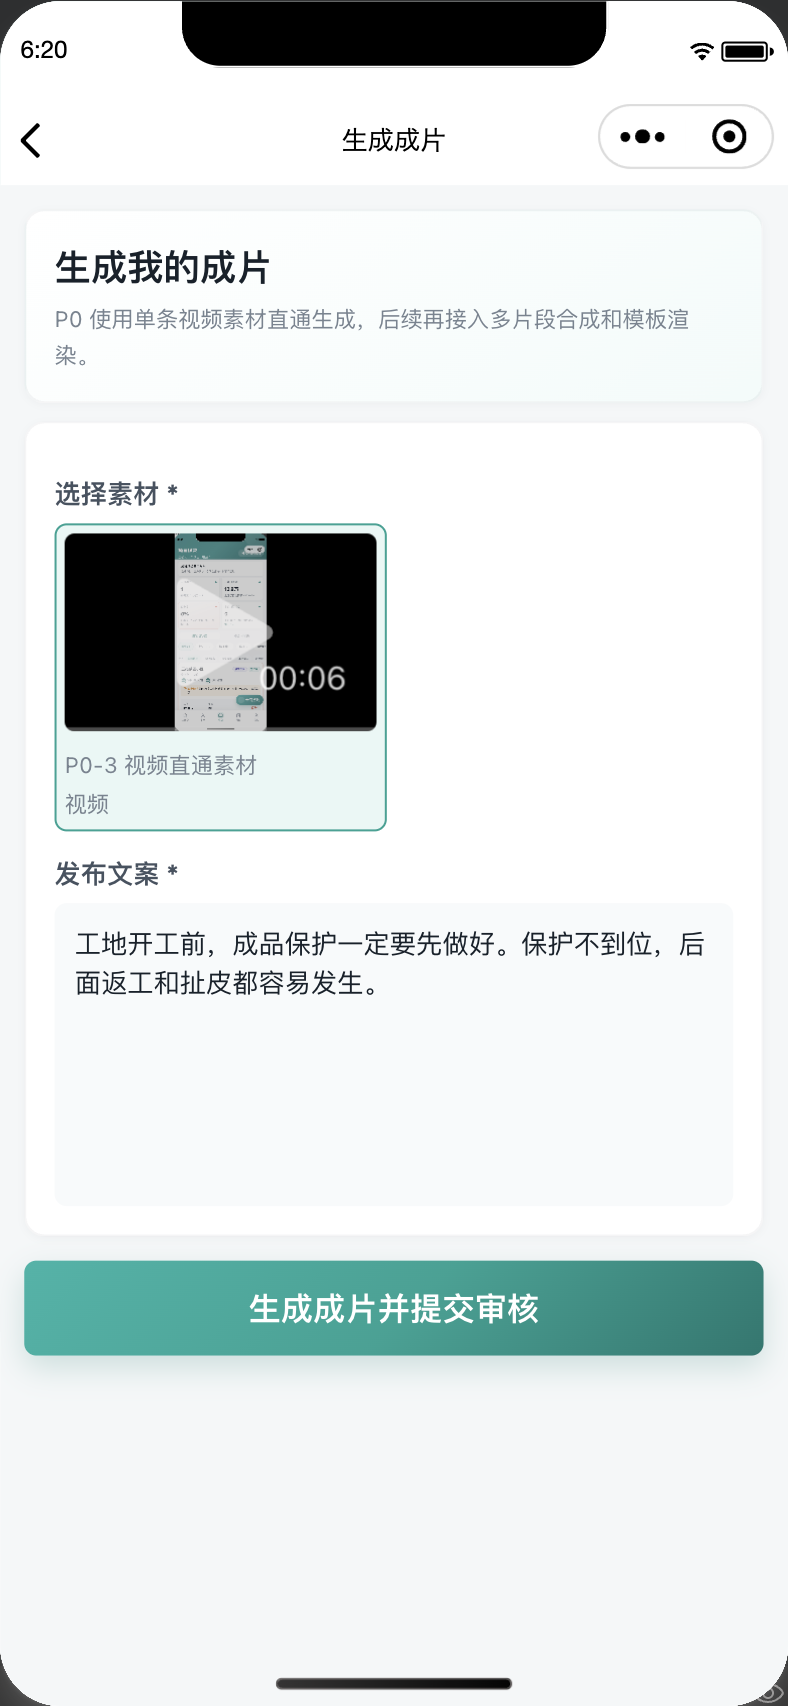 6:20
生成成片
生成我的成片
P0 使用单条视频素材直通生成，后续再接入多片段合成和模板渲
染。
选择素材 *
00:06
P0-3 视频直通素材
视频
发布文案 *
工地开工前，成品保护一定要先做好。保护不到位，后
面返工和扯皮都容易发生。
生成成片并提交审核